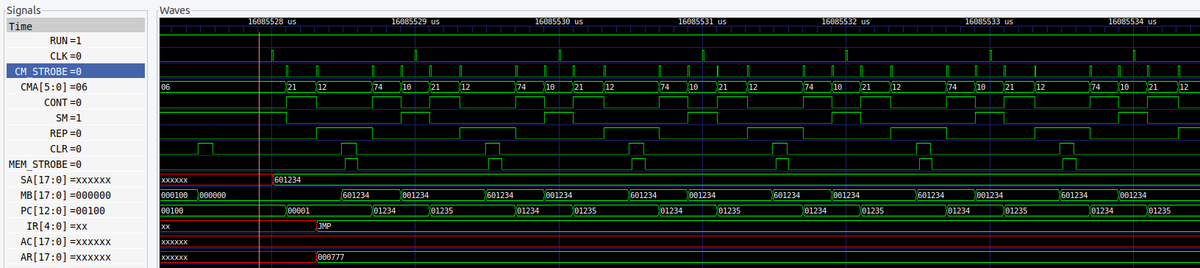 Signals
Waves
Time
16085528 us 16085529 us 16085530 us 16085531 us 16085532 us 16085533 us 16085534 us
RUN=1
CLK=0
CM_STROBE=0
CMA[5:0]=06 06 21 12 74 10 21 12 74 10 21 12 74 10 21 12 74 10 21 12 74 10 21 12 74 10 21 12
CONT=0
SM=1
REP=0
CLR=0
MEM_STROBE=0
SA[17:0]=xxxxxx xxxxxx 601234
MB[17:0]=000000 000100 000000 601234 001234 601234 001234 601234 001234 601234 001234 601234 001234 601234 001234
PC[12:0]=00100 00100 00001 01234 01235 01234 01235 01234 01235 01234 01235 01234 01235 01234 01235
IR[4:0]=xx xx JMP
AC[17:0]=xxxxxx xxxxxx
AR[17:0]=xxxxxx xxxxxx 000777